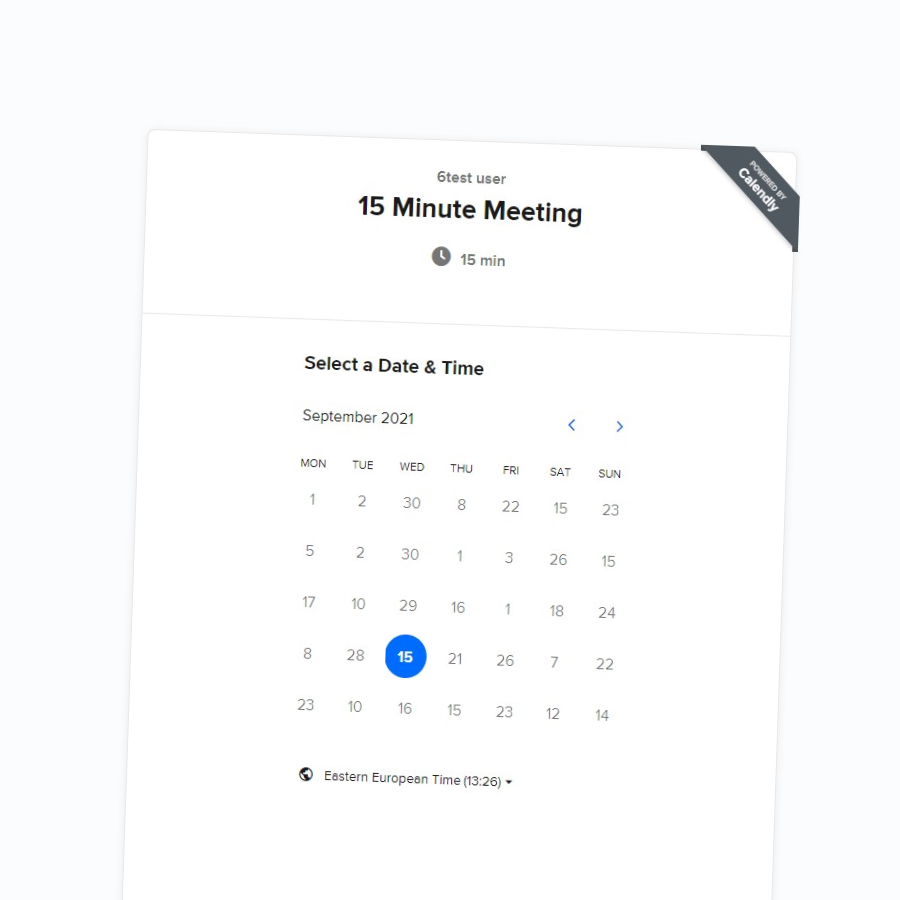 POWERED BY
Calendly
6test user
15 Minute Meeting
15 min
Select a Date & Time
September 2021
MON TUE WED THU FRI SAT SUN
1 2 30 8 22 15 23
5 2 30 1 3 26 15
17 10 29 16 1 18 24
8 28 15 21 26 7 22
23 10 16 15 23 12 14
Eastern European Time (13:26)